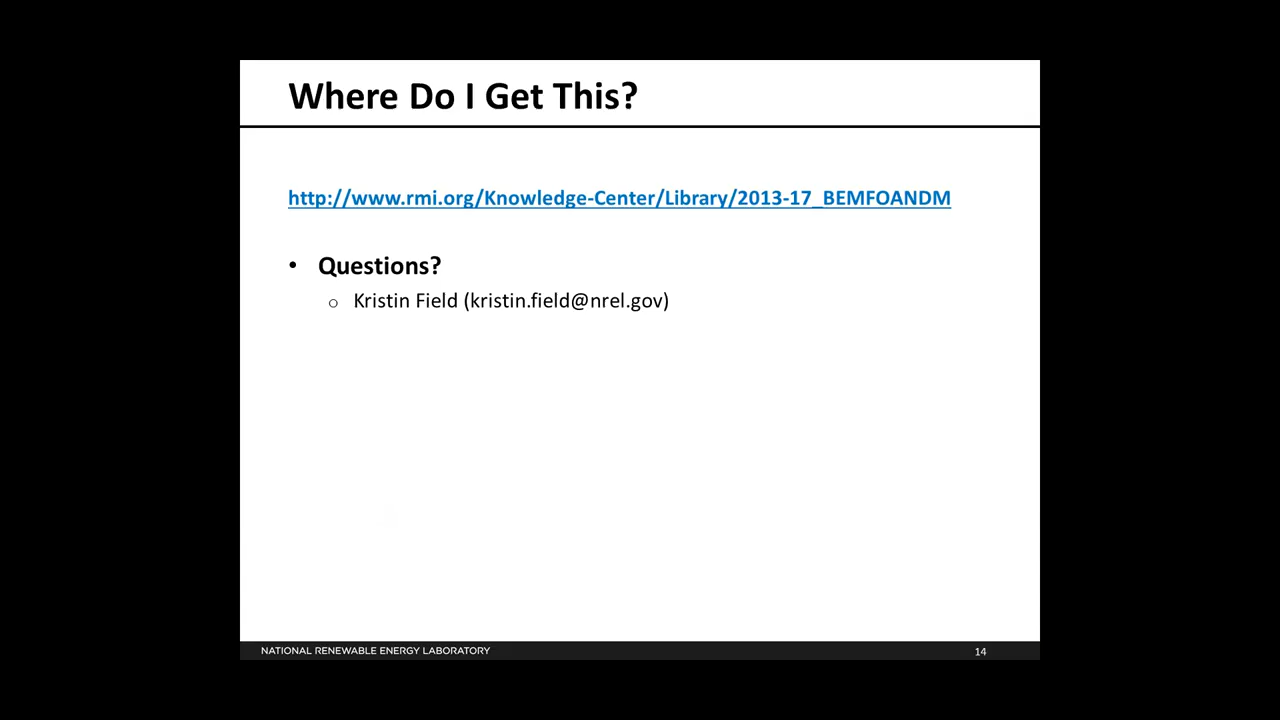 Where Do I Get This?
http://www.rmi.org/Knowledge-Center/Library/2013-17_BEMFOANDM
• Questions?
o Kristin Field (kristin.field@nrel.gov)
NATIONAL RENEWABLE ENERGY LABORATORY
14